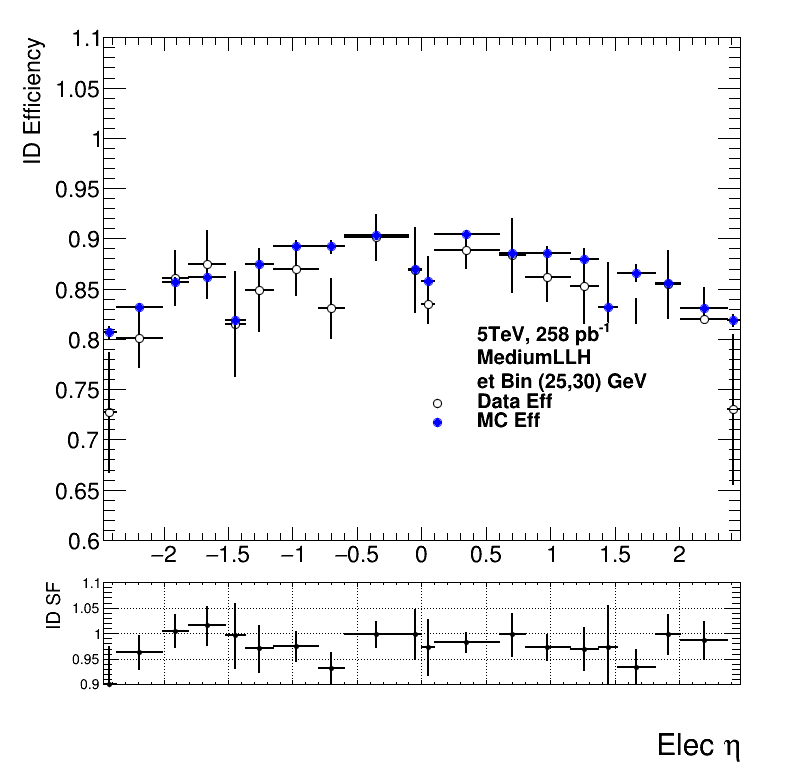 ID Efficiency
1.1
1.05
1
0.95
0.9
0.85
0.8
0.75
0.7
0.65
0.6
5TeV, 258 pb-1
MediumLLH
et Bin (25,30) GeV
Data Eff
MC Eff
−2 −1.5 −1 −0.5 0 0.5 1 1.5 2
ID SF
1.1
1.05
1
0.95
0.9
Elec η